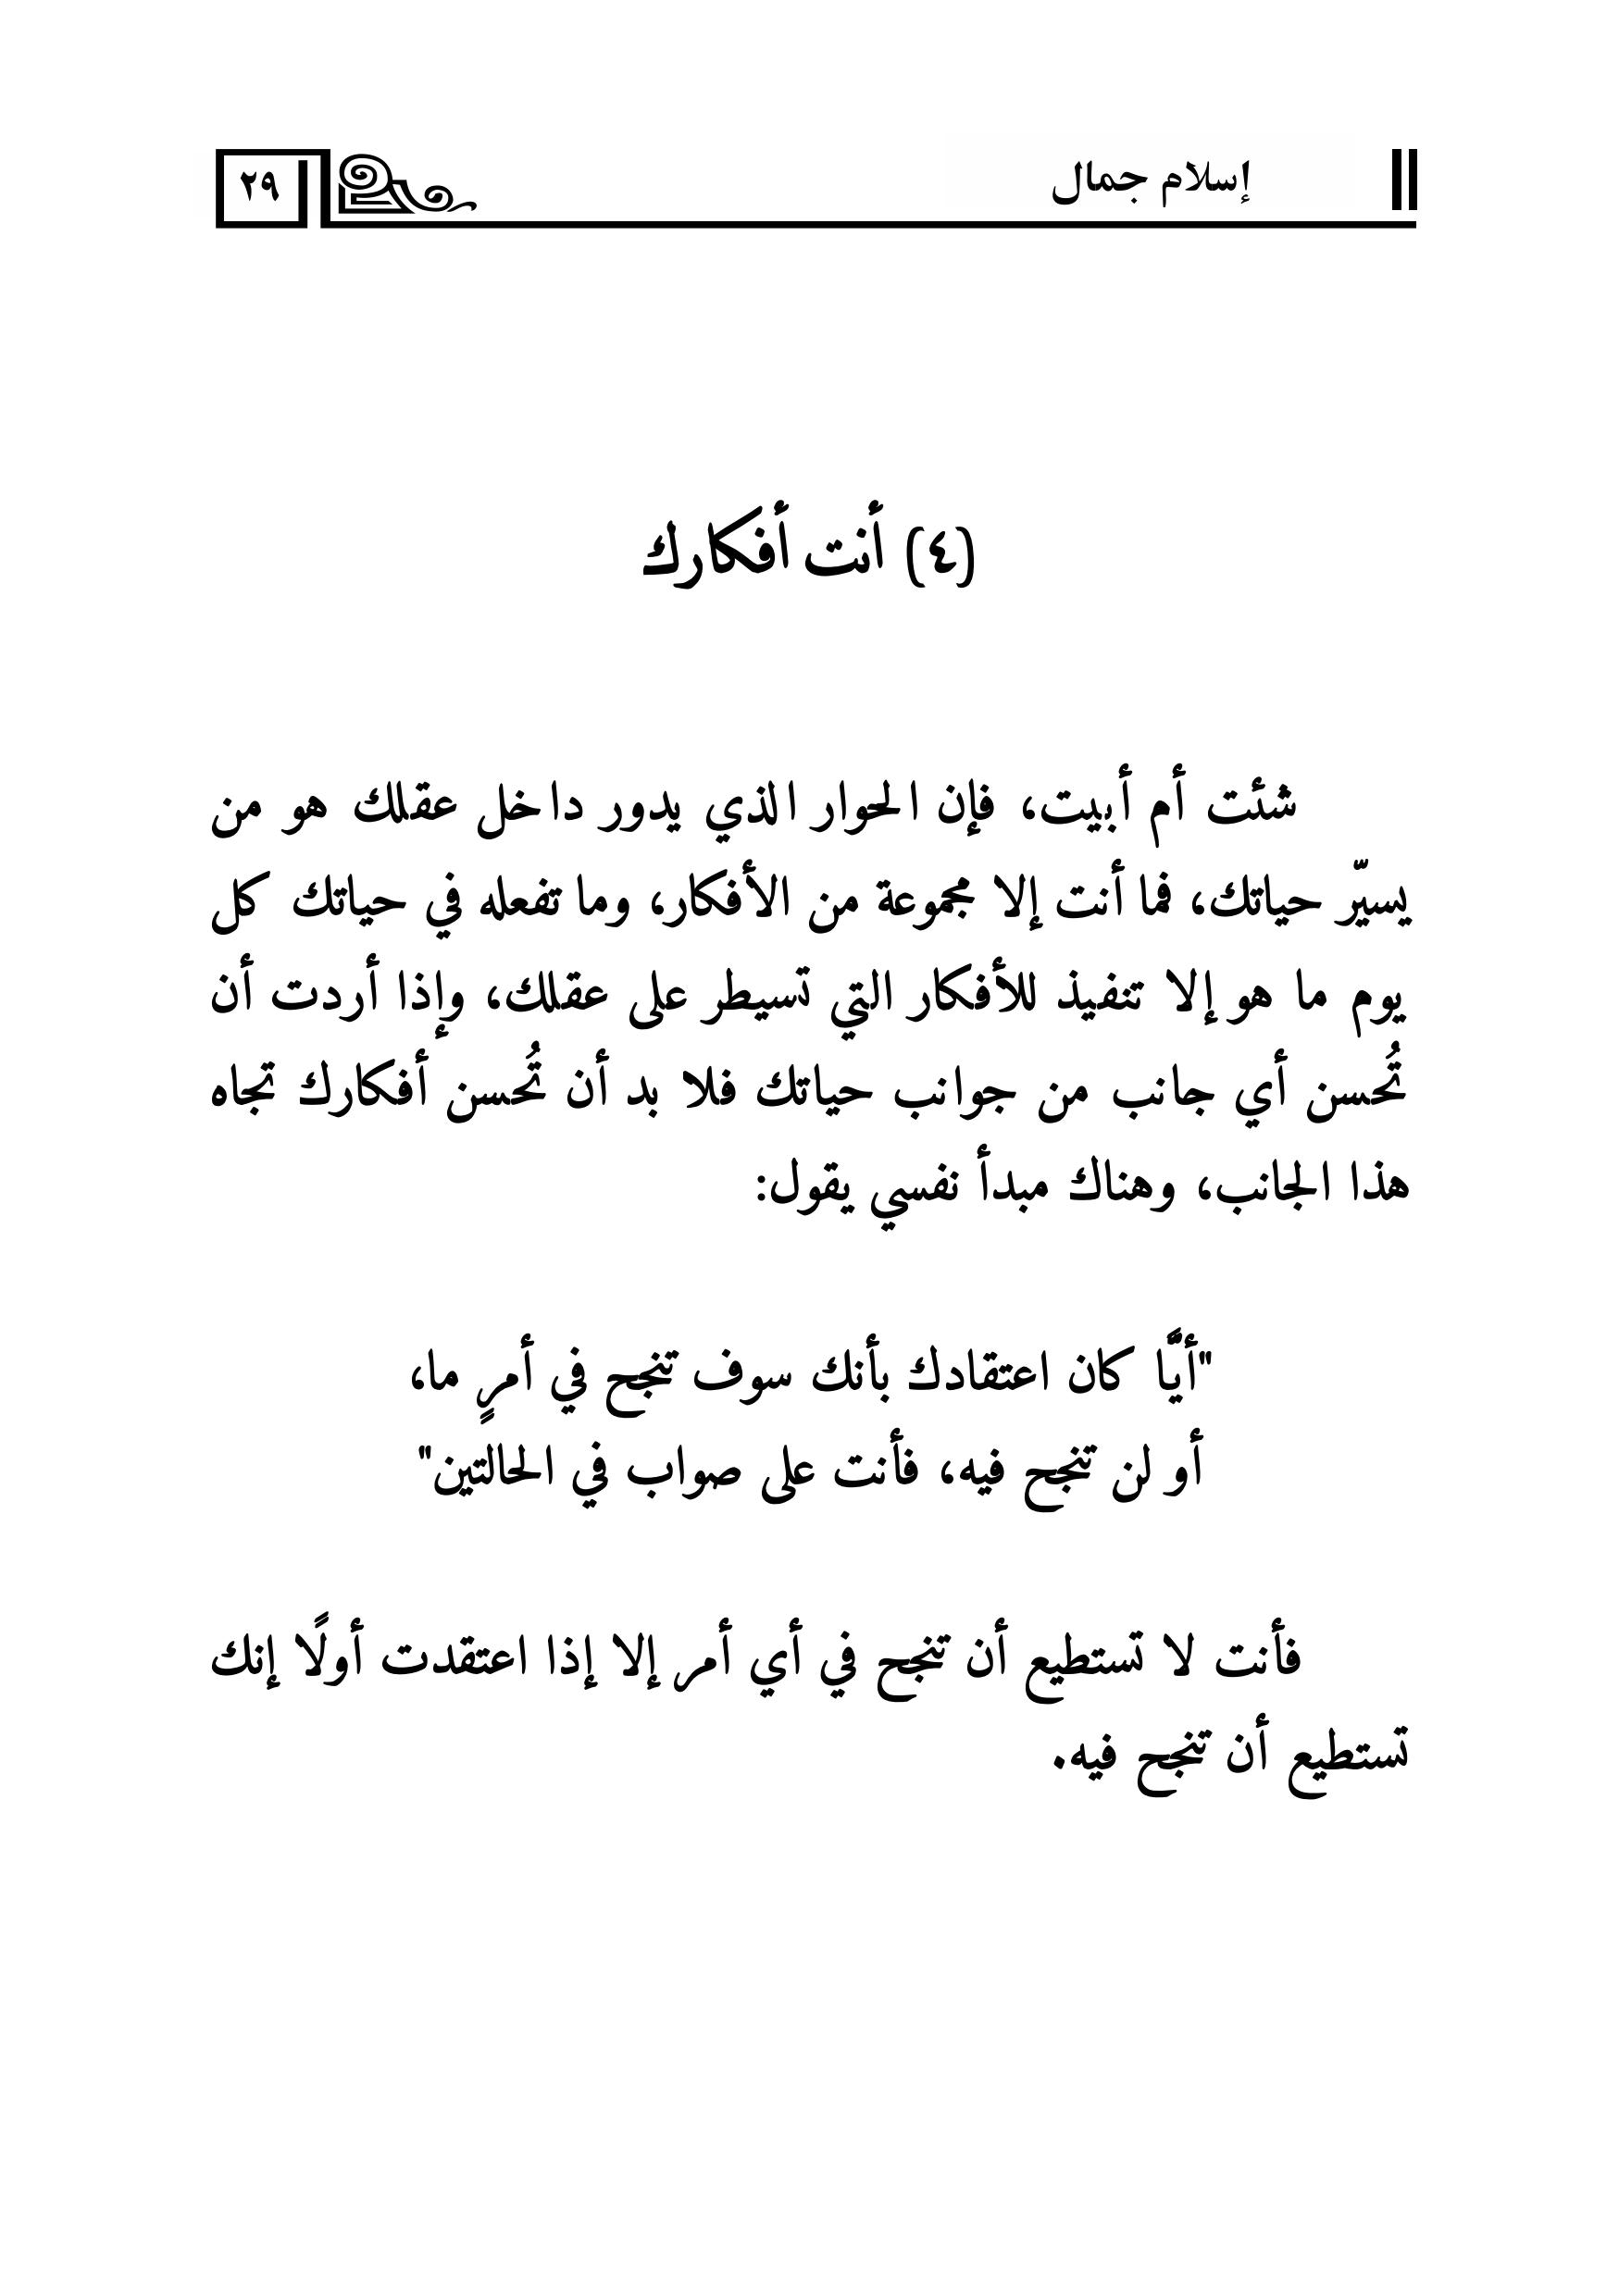 إسلام جمال
٢٩
(٤) أنت أفكارك
شئت أم أبيت، فإن الحوار الذي يدور داخل عقلك هو من
يسيّر حياتك، فما أنت إلا مجموعة من الأفكار، وما تفعله في حياتك كل
يوم ما هو إلا تنفيذ للأفكار التي تسيطر على عقلك، وإذا أردت أن
تُحسن أي جانب من جوانب حياتك فلا بد أن تُحسن أفكارك تجاه
هذا الجانب، وهناك مبدأ نفسي يقول:
"أيًّا كان اعتقادك بأنك سوف تنجح في أمرٍ ما،
أو لن تنجح فيه، فأنت على صواب في الحالتين"
فأنت لا تستطيع أن تنجح في أي أمر إلا إذا اعتقدت أولًا إنك
تستطيع أن تنجح فيه.